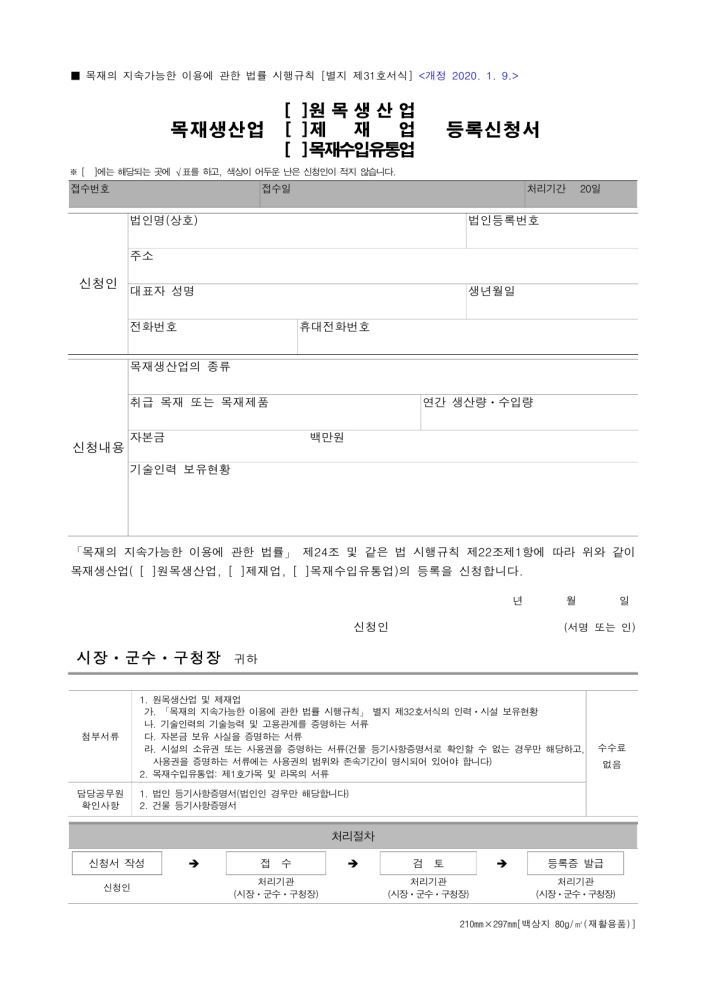 ■ 목재의 지속가능한 이용에 관한 법률 시행규칙 [별지 제31호서식] <개정 2020. 1. 9.>
[ ]원 목 생 산 업
목재생산업 [ ]제 재 업 등록신청서
[ ]목재수입유통업
※ [ ]에는 해당되는 곳에 √표를 하고, 색상이 어두운 난은 신청인이 적지 않습니다.
접수번호 접수일 처리기간 20일
법인명(상호) 법인등록번호
주소
신청인
대표자 성명 생년월일
전화번호 휴대전화번호
목재생산업의 종류
취급 목재 또는 목재제품 연간 생산량·수입량
자본금 백만원
신청내용
기술인력 보유현황
「목재의 지속가능한 이용에 관한 법률」 제24조 및 같은 법 시행규칙 제22조제1항에 따라 위와 같이
목재생산업( [ ]원목생산업, [ ]제재업, [ ]목재수입유통업)의 등록을 신청합니다.
년 월 일
신청인 (서명 또는 인)
시장·군수·구청장 귀하
첨부서류
1. 원목생산업 및 제재업
가. 「목재의 지속가능한 이용에 관한 법률 시행규칙」 별지 제32호서식의 인력·시설 보유현황
나. 기술인력의 기술능력 및 고용관계를 증명하는 서류
다. 자본금 보유 사실을 증명하는 서류
라. 시설의 소유권 또는 사용권을 증명하는 서류(건물 등기사항증명서로 확인할 수 없는 경우만 해당하고,
사용권을 증명하는 서류에는 사용권의 범위와 존속기간이 명시되어 있어야 합니다)
2. 목재수입유통업: 제1호가목 및 라목의 서류
수수료
없음
담당공무원
확인사항
1. 법인 등기사항증명서(법인인 경우만 해당합니다)
2. 건물 등기사항증명서
처리절차
신청서 작성 ➔ 접 수 ➔ 검 토 ➔ 등록증 발급
신청인 처리기관 처리기관 처리기관
(시장·군수·구청장) (시장·군수·구청장) (시장·군수·구청장)
210㎜×297㎜[백상지 80g/㎡(재활용품)]